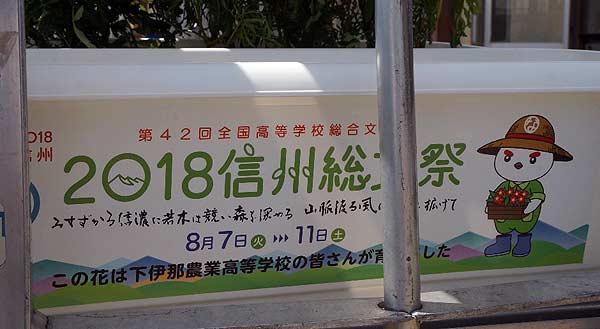 第42回全国高等学校総合文
2018
信州
2018信州総文祭
みすずかる信濃に若木は競い森を深める 山脈渡る風 拡げて
8月7日火 ▸▸▸ 11日土
この花は下伊那農業高等学校の皆さんが育 した